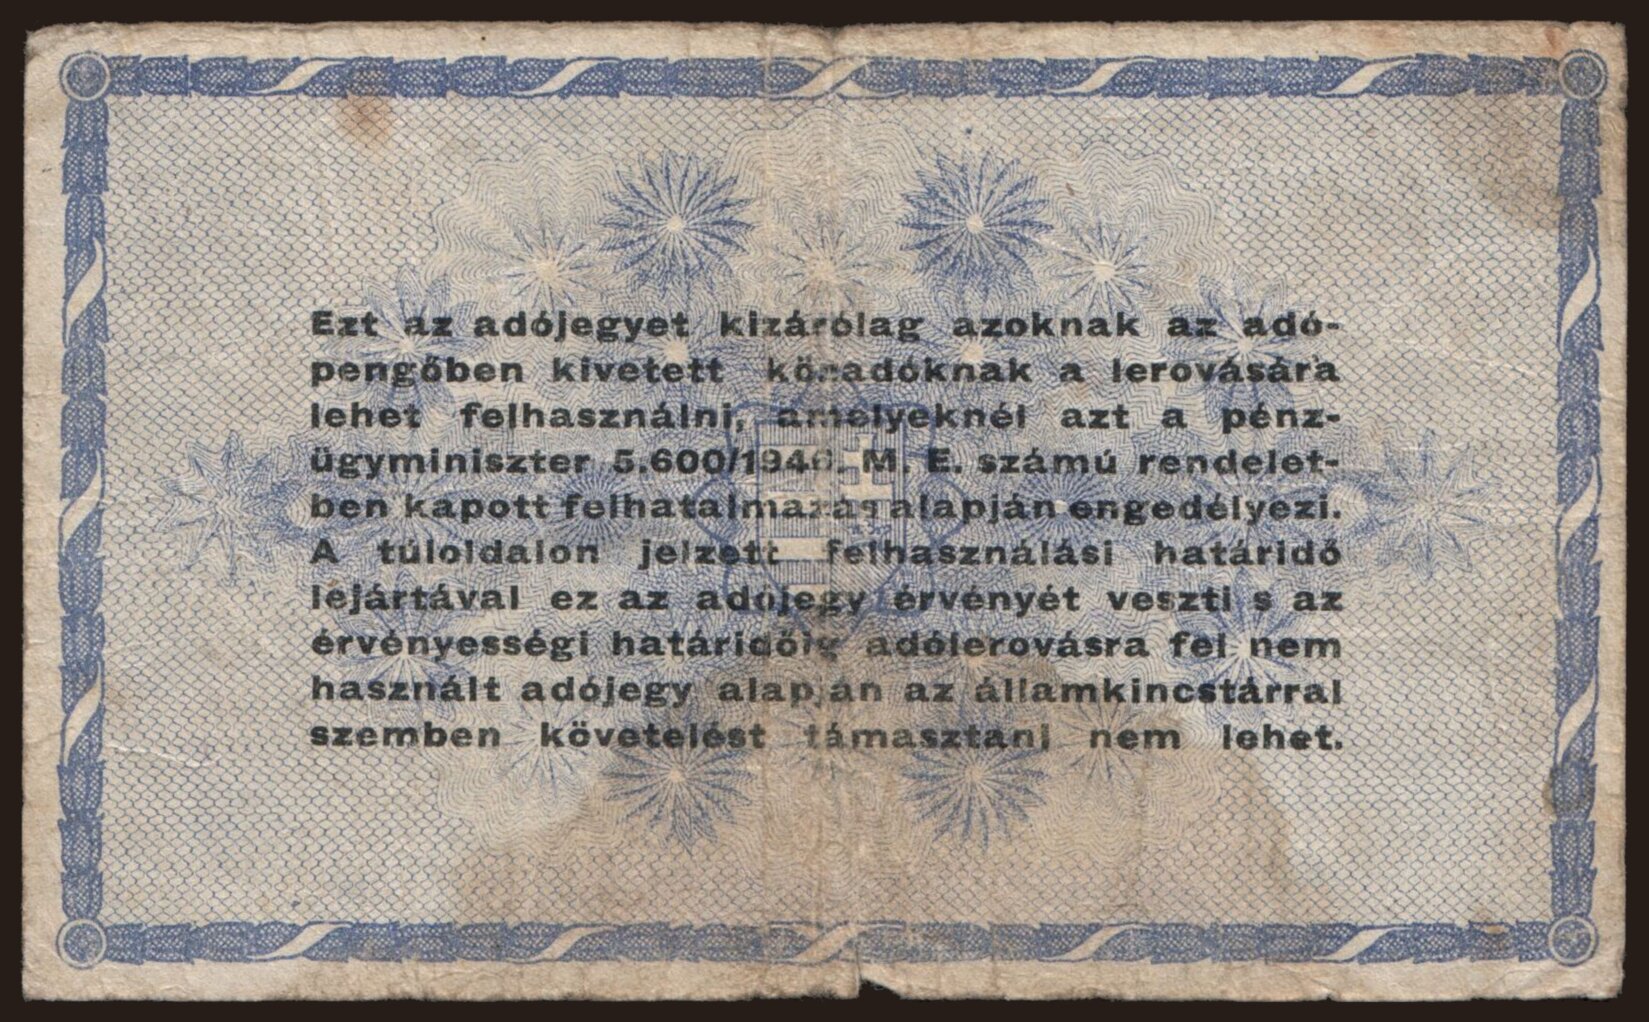 Ezt az adójegyet kizárólag azoknak az adó-
pengőben kivetett közadóknak a lerovására
lehet felhasználni, amelyeknél azt a pénz-
ügyminiszter 5.600/1946. M. E. számú rendelet-
ben kapott felhatalmazás alapján engedélyezi.
A túloldalon jelzett felhasználási határidő
lejártával ez az adójegy érvényét veszti s az
érvényességi határidőig adólerovásra fel nem
használt adójegy alapján az államkincstárral
szemben követelést támasztani nem lehet.